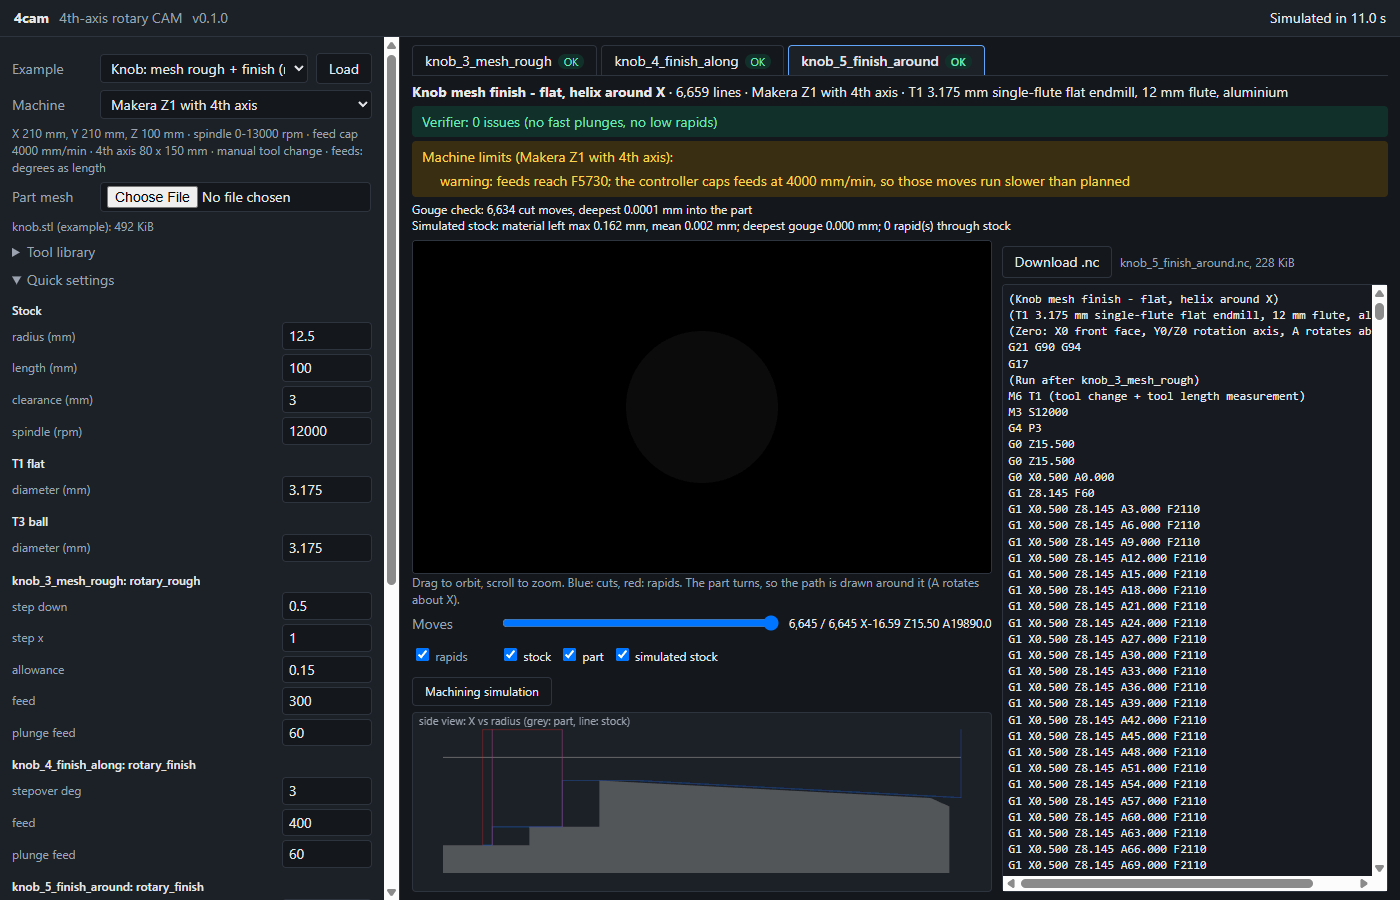 4cam 4th-axis rotary CAM v0.1.0
Simulated in 11.0 s
Example
Knob: mesh rough + finish (
Load
Machine
Makera Z1 with 4th axis
X 210 mm, Y 210 mm, Z 100 mm · spindle 0-13000 rpm · feed cap
4000 mm/min · 4th axis 80 x 150 mm · manual tool change · feeds:
degrees as length
Part mesh
Choose File No file chosen
knob.stl (example): 492 KiB
Tool library
Quick settings
Stock
radius (mm) 12.5
length (mm) 100
clearance (mm) 3
spindle (rpm) 12000
T1 flat
diameter (mm) 3.175
T3 ball
diameter (mm) 3.175
knob_3_mesh_rough: rotary_rough
step down 0.5
step x 1
allowance 0.15
feed 300
plunge feed 60
knob_4_finish_along: rotary_finish
stepover deg 3
feed 400
plunge feed 60
knob_5_finish_around: rotary_finish
knob_3_mesh_rough OK
knob_4_finish_along OK
knob_5_finish_around OK
Knob mesh finish - flat, helix around X · 6,659 lines · Makera Z1 with 4th axis · T1 3.175 mm single-flute flat endmill, 12 mm flute, aluminium
Verifier: 0 issues (no fast plunges, no low rapids)
Machine limits (Makera Z1 with 4th axis):
warning: feeds reach F5730; the controller caps feeds at 4000 mm/min, so those moves run slower than planned
Gouge check: 6,634 cut moves, deepest 0.0001 mm into the part
Simulated stock: material left max 0.162 mm, mean 0.002 mm; deepest gouge 0.000 mm; 0 rapid(s) through stock
Drag to orbit, scroll to zoom. Blue: cuts, red: rapids. The part turns, so the path is drawn around it (A rotates
about X).
Moves
6,645 / 6,645 X-16.59 Z15.50 A19890.0
rapids
stock
part
simulated stock
Machining simulation
side view: X vs radius (grey: part, line: stock)
Download .nc
knob_5_finish_around.nc, 228 KiB
(Knob mesh finish - flat, helix around X)
(T1 3.175 mm single-flute flat endmill, 12 mm flute, al
(Zero: X0 front face, Y0/Z0 rotation axis, A rotates ab
G21 G90 G94
G17
(Run after knob_3_mesh_rough)
M6 T1 (tool change + tool length measurement)
M3 S12000
G4 P3
G0 Z15.500
G0 Z15.500
G0 X0.500 A0.000
G1 Z8.145 F60
G1 X0.500 Z8.145 A3.000 F2110
G1 X0.500 Z8.145 A6.000 F2110
G1 X0.500 Z8.145 A9.000 F2110
G1 X0.500 Z8.145 A12.000 F2110
G1 X0.500 Z8.145 A15.000 F2110
G1 X0.500 Z8.145 A18.000 F2110
G1 X0.500 Z8.145 A21.000 F2110
G1 X0.500 Z8.145 A24.000 F2110
G1 X0.500 Z8.145 A27.000 F2110
G1 X0.500 Z8.145 A30.000 F2110
G1 X0.500 Z8.145 A33.000 F2110
G1 X0.500 Z8.145 A36.000 F2110
G1 X0.500 Z8.145 A39.000 F2110
G1 X0.500 Z8.145 A42.000 F2110
G1 X0.500 Z8.145 A45.000 F2110
G1 X0.500 Z8.145 A48.000 F2110
G1 X0.500 Z8.145 A51.000 F2110
G1 X0.500 Z8.145 A54.000 F2110
G1 X0.500 Z8.145 A57.000 F2110
G1 X0.500 Z8.145 A60.000 F2110
G1 X0.500 Z8.145 A63.000 F2110
G1 X0.500 Z8.145 A66.000 F2110
G1 X0.500 Z8.145 A69.000 F2110